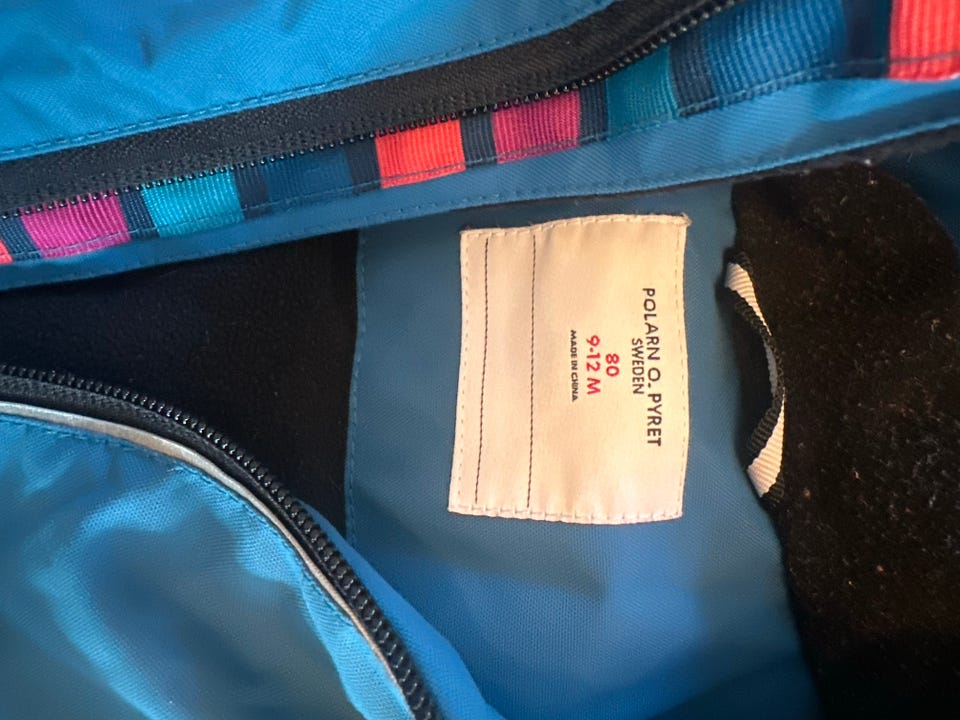 POLARN O. PYRET
SWEDEN
80
9-12 M
MADE IN CHINA